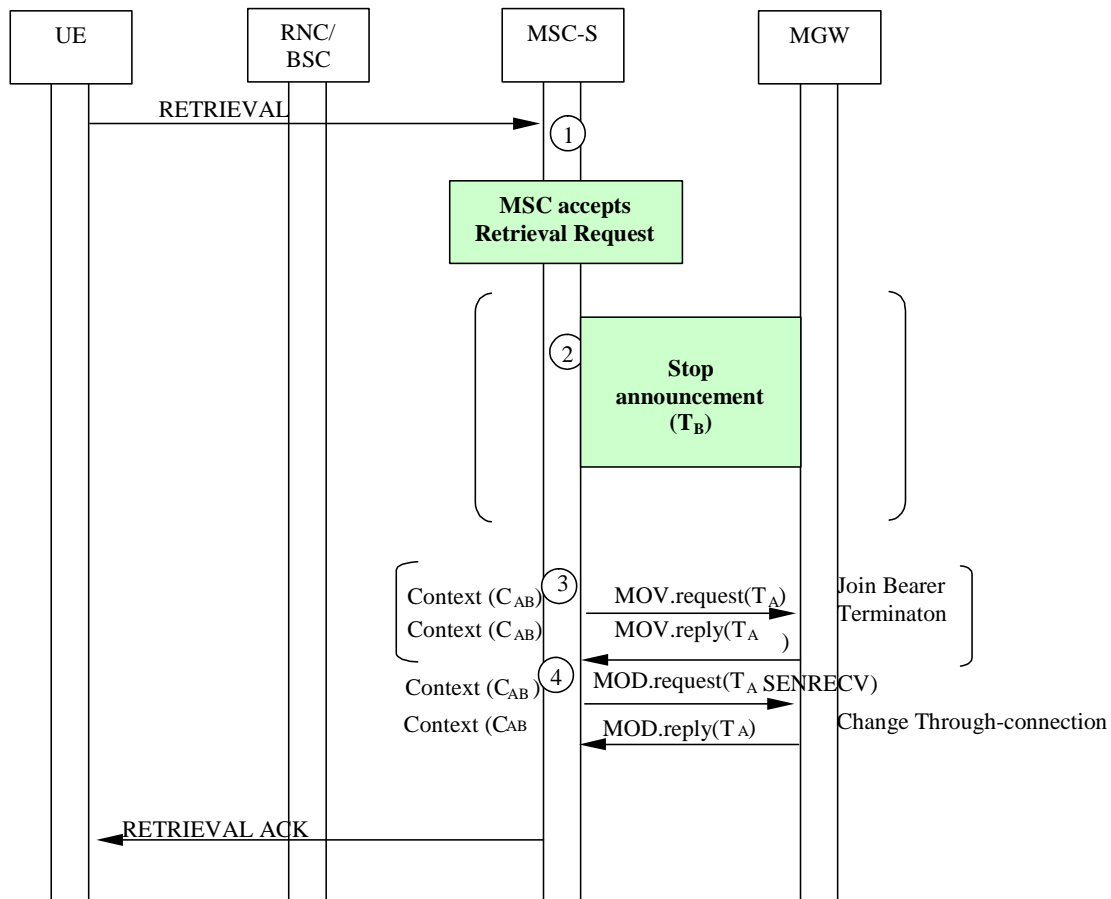 UE
RNC/
BSC
MSC-S
MGW
RETRIEVAL
1
MSC accepts
Retrieval Request
2
Stop
announcement
(TB)
3
Context (CAB)
MOV.request(TA)
Join Bearer
Terminaton
Context (CAB)
MOV.reply(TA )
4
Context (CAB)
MOD.request(TA SENRECV)
Context (CAB
MOD.reply(TA)
Change Through-connection
RETRIEVAL ACK